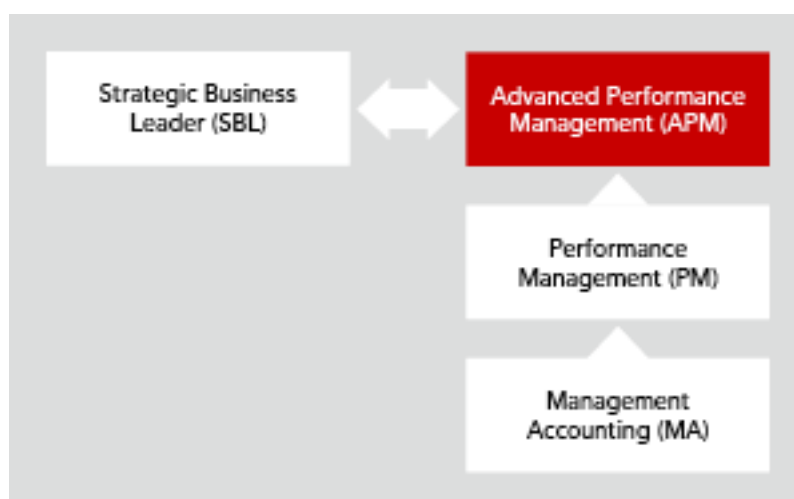 Strategic Business
Leader (SBL)
Advanced Performance
Management (APM)
Performance
Management (PM)
Management
Accounting (MA)